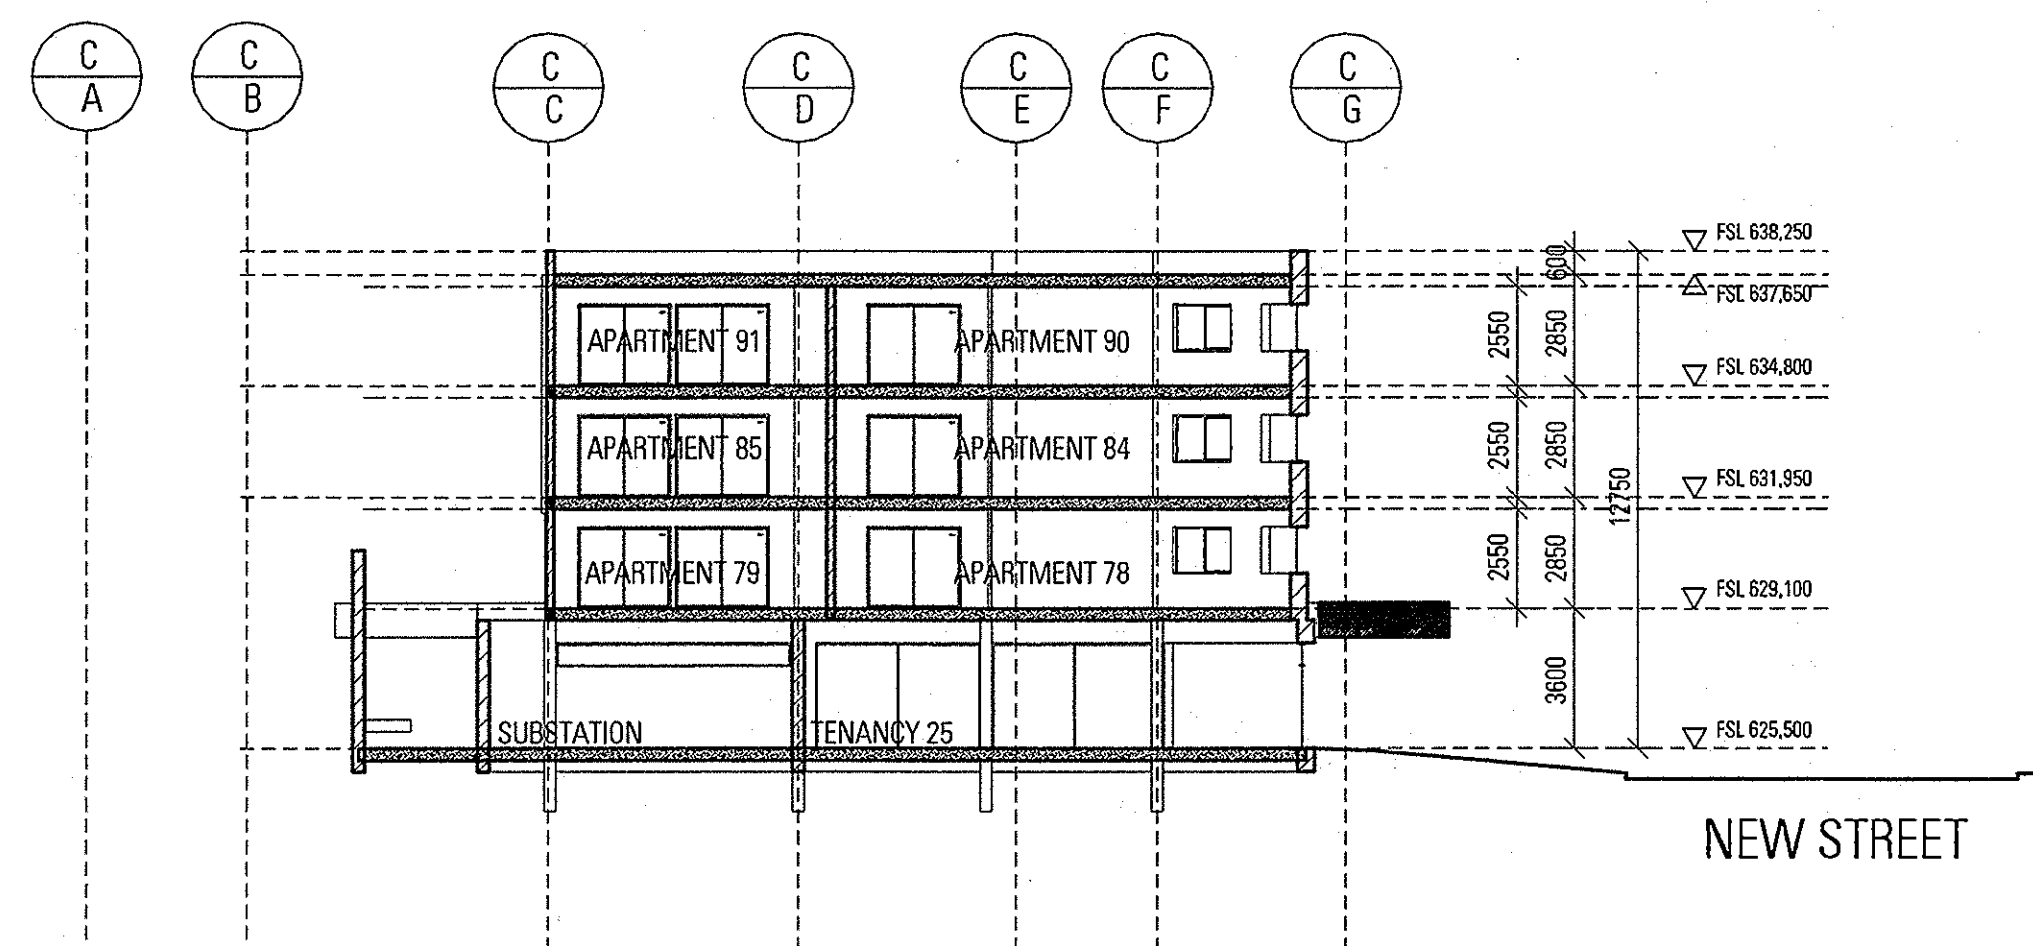 C C C C C C C
A B C D E F G
FSL 638,250
600
FSL 637,650
APARTMENT 91 APARTMENT 90 2550 2850
FSL 634,800
APARTMENT 85 APARTMENT 84 2550 2850
FSL 631,950
12750
APARTMENT 79 APARTMENT 78 2550 2850
FSL 629,100
3600
SUBSTATION TENANCY 25 FSL 625,500
NEW STREET